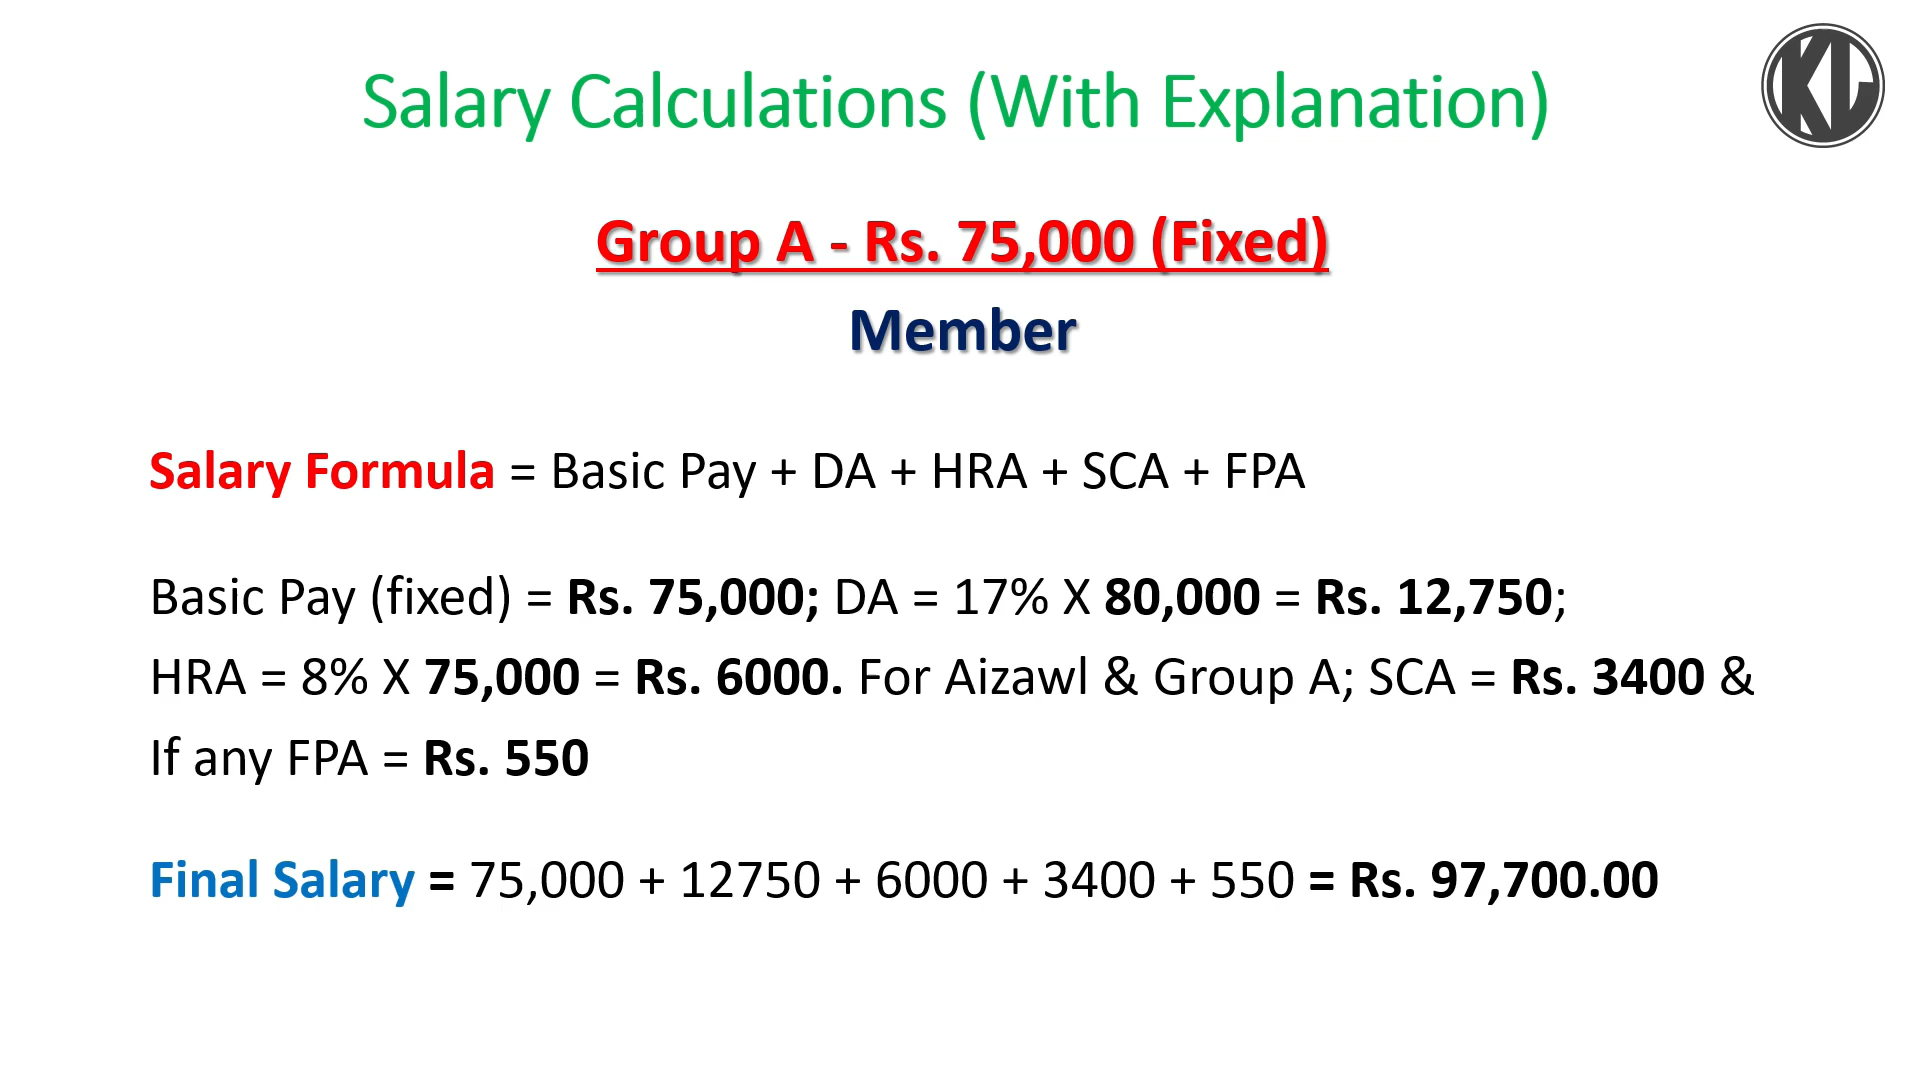 Salary Calculations (With Explanation)
KL
Group A - Rs. 75,000 (Fixed)
Member
Salary Formula = Basic Pay + DA + HRA + SCA + FPA
Basic Pay (fixed) = Rs. 75,000; DA = 17% X 80,000 = Rs. 12,750;
HRA = 8% X 75,000 = Rs. 6000. For Aizawl & Group A; SCA = Rs. 3400 &
If any FPA = Rs. 550
Final Salary = 75,000 + 12750 + 6000 + 3400 + 550 = Rs. 97,700.00